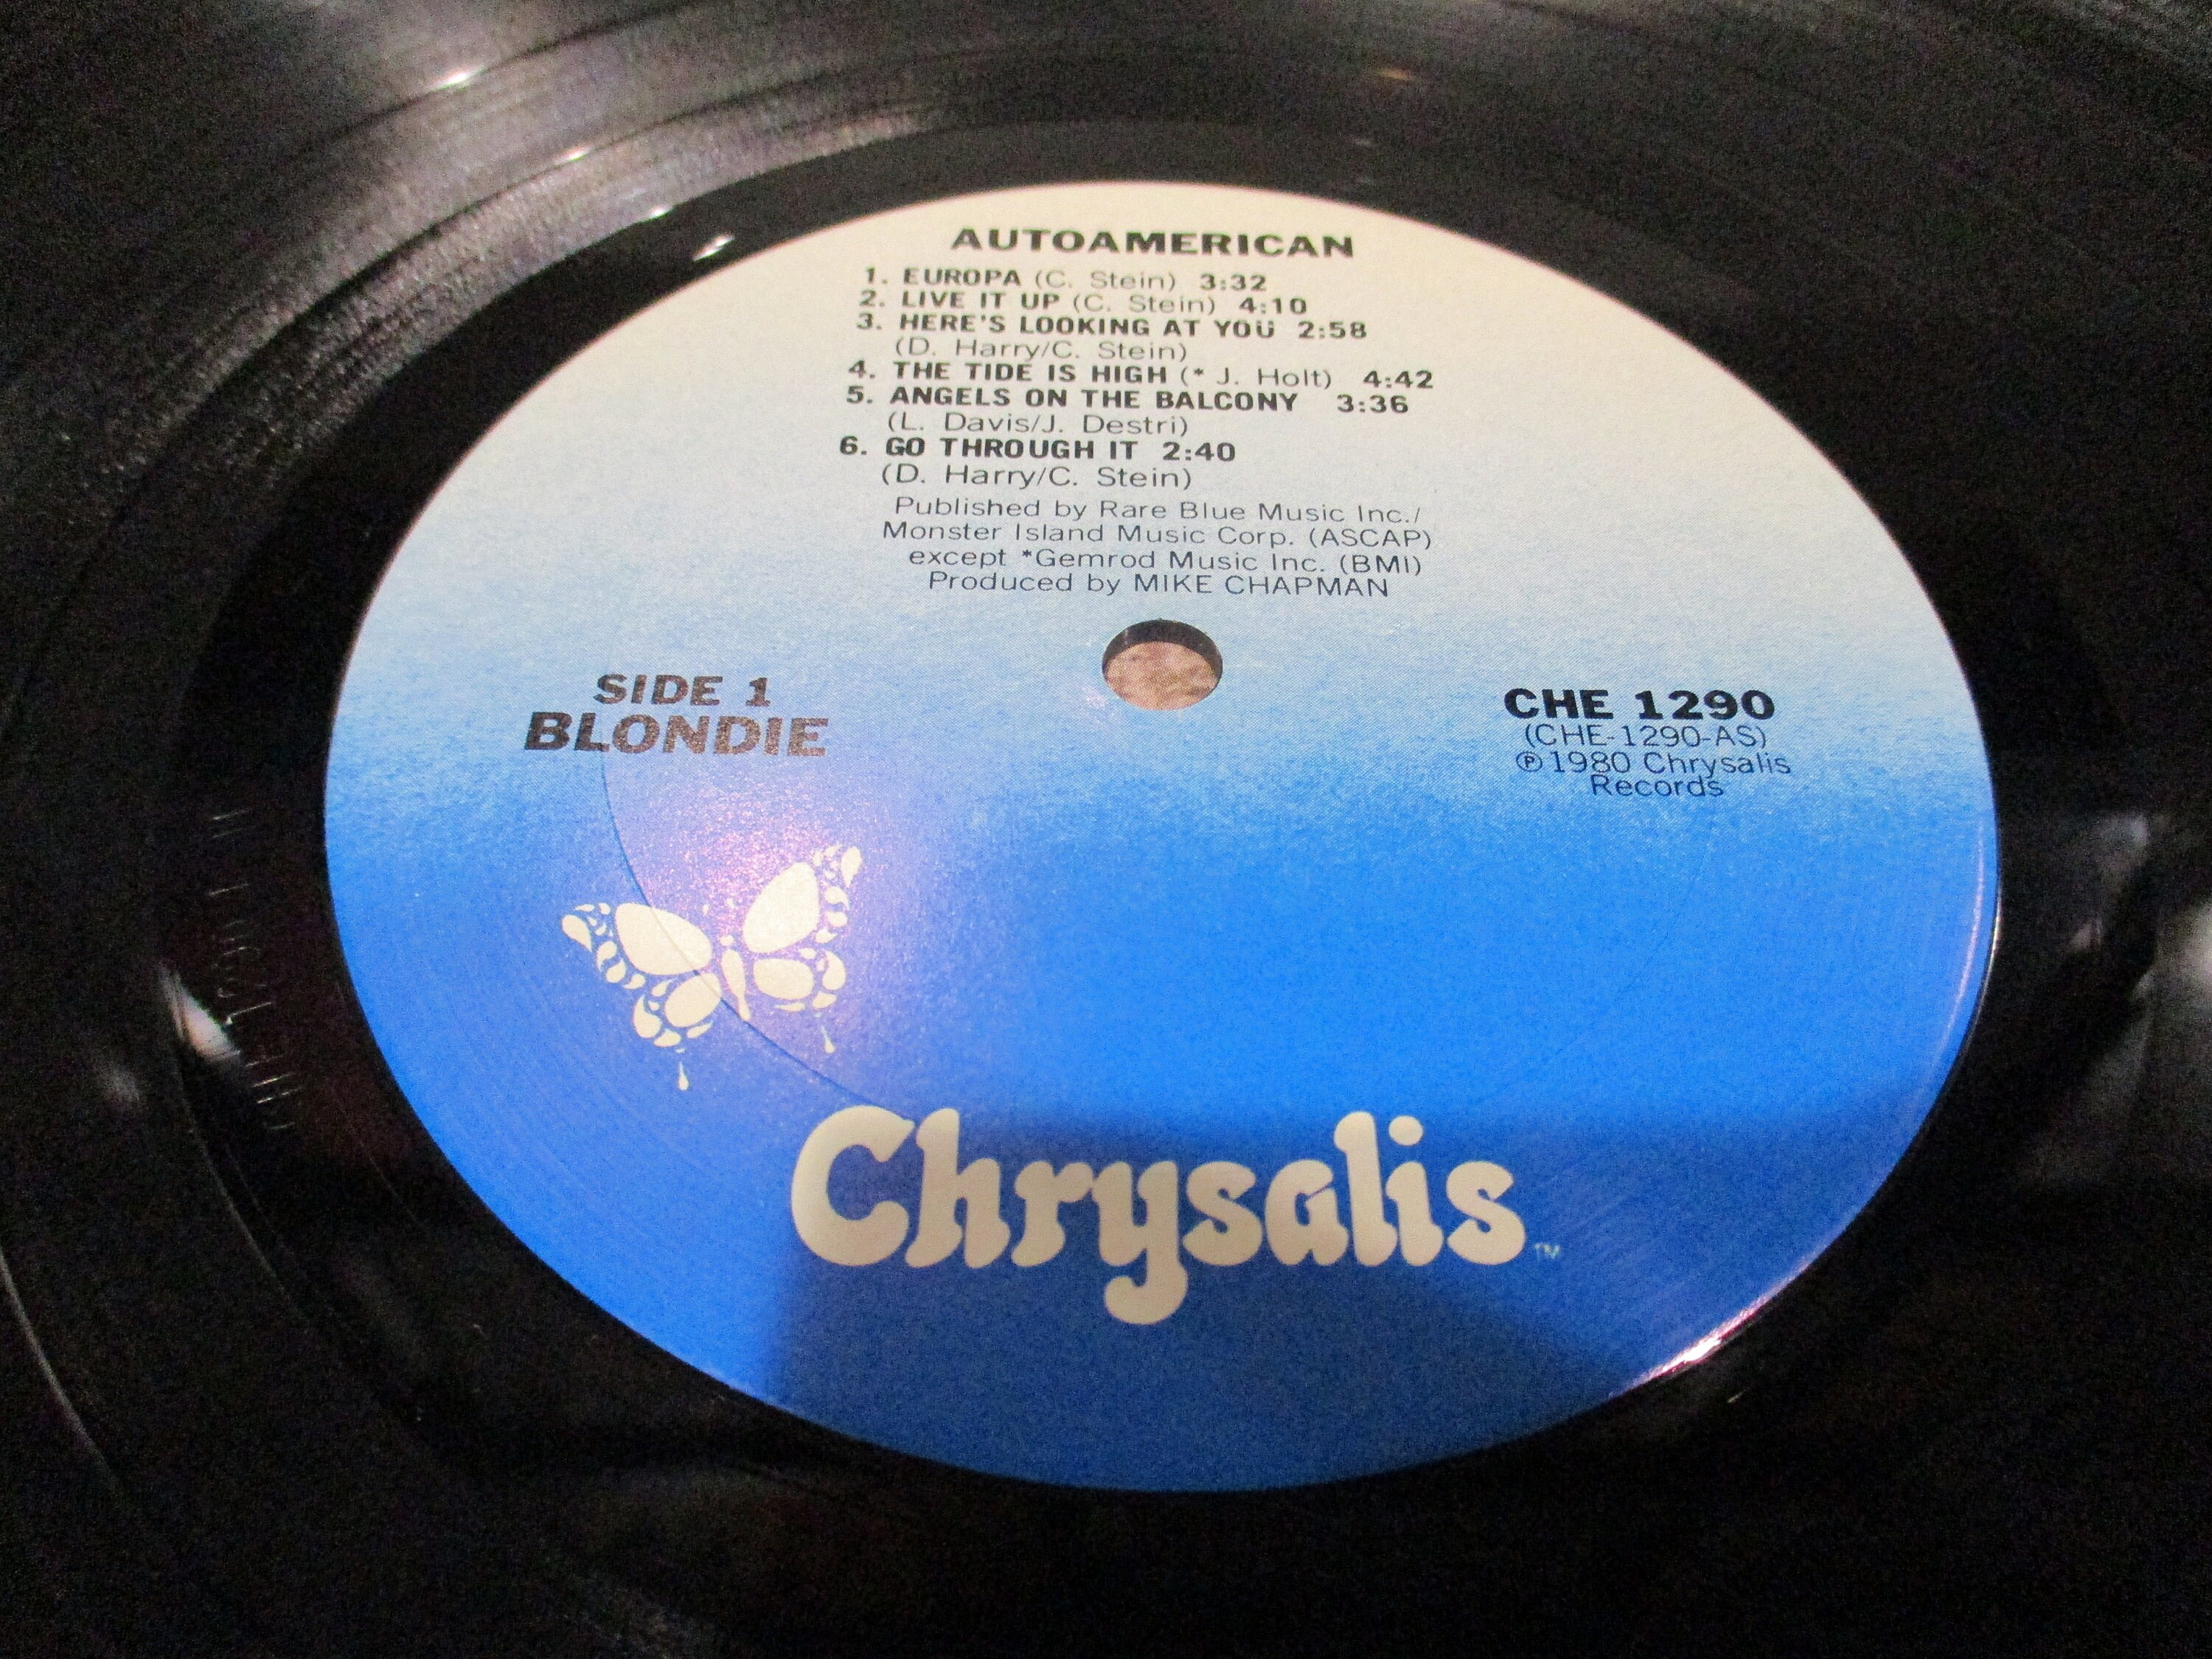 AUTOAMERICAN
1. EUROPA (C. Stein) 3:32
2. LIVE IT UP (C. Stein) 4:10
3. HERE'S LOOKING AT YOU 2:58
(D. Harry/C. Stein)
4. THE TIDE IS HIGH (* J. Holt) 4:42
5. ANGELS ON THE BALCONY 3:36
(L. Davis/J. Destri)
6. GO THROUGH IT 2:40
(D. Harry/C. Stein)
Published by Rare Blue Music Inc./
Monster Island Music Corp. (ASCAP)
except *Gemrod Music Inc. (BMI)
Produced by MIKE CHAPMAN
SIDE 1
BLONDIE
CHE 1290
(CHE-1290-AS)
℗1980 Chrysalis
Records
Chrysalis™